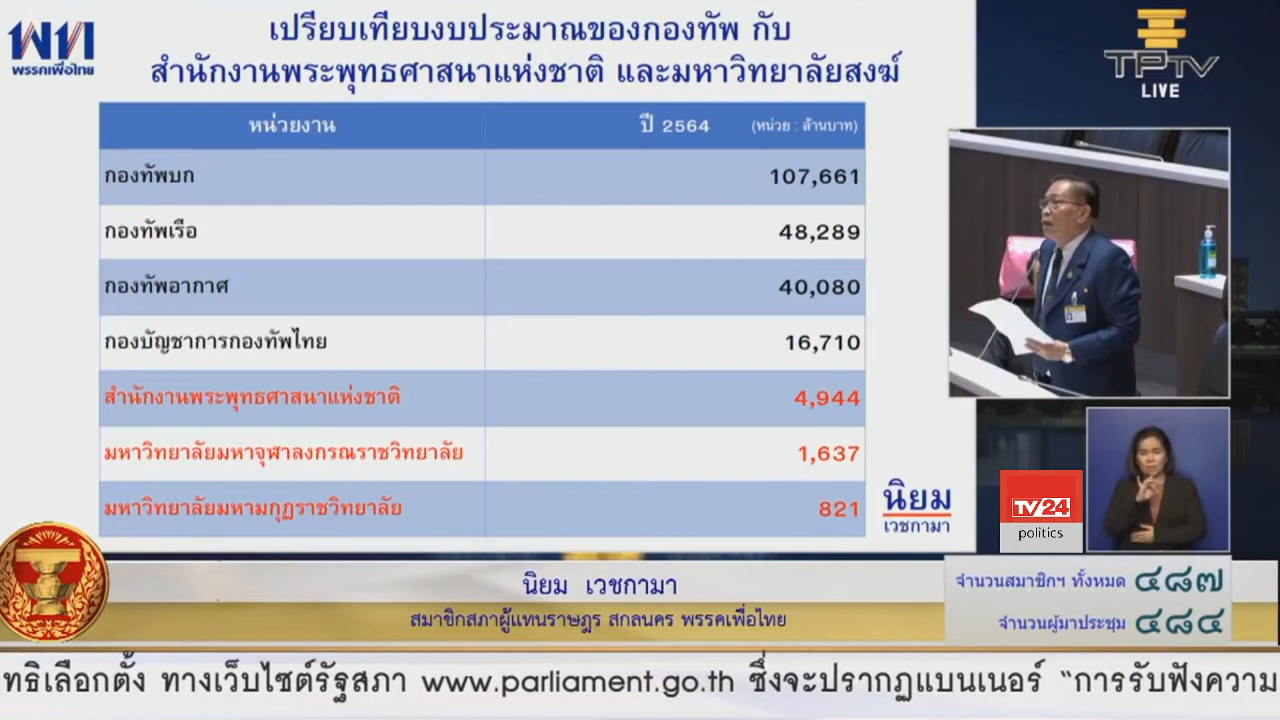 พท
พรรคเพื่อไทย
เปรียบเทียบงบประมาณของกองทัพ กับ
สำนักงานพระพุทธศาสนาแห่งชาติ และมหาวิทยาลัยสงฆ์
TPTV
LIVE
หน่วยงาน ปี 2564 (หน่วย : ล้านบาท)
กองทัพบก 107,661
กองทัพเรือ 48,289
กองทัพอากาศ 40,080
กองบัญชาการกองทัพไทย 16,710
สำนักงานพระพุทธศาสนาแห่งชาติ 4,944
มหาวิทยาลัยมหาจุฬาลงกรณราชวิทยาลัย 1,637
มหาวิทยาลัยมหามกุฏราชวิทยาลัย 821
นิยม
เวชกามา
TV24
politics
นิยม เวชกามา
สมาชิกสภาผู้แทนราษฎร สกลนคร พรรคเพื่อไทย
จำนวนสมาชิกฯ ทั้งหมด ๔๘๗
จำนวนผู้มาประชุม ๔๘๔
ทธิเลือกตั้ง ทางเว็บไซต์รัฐสภา www.parliament.go.th ซึ่งจะปรากฏแบนเนอร์ “การรับฟังความ